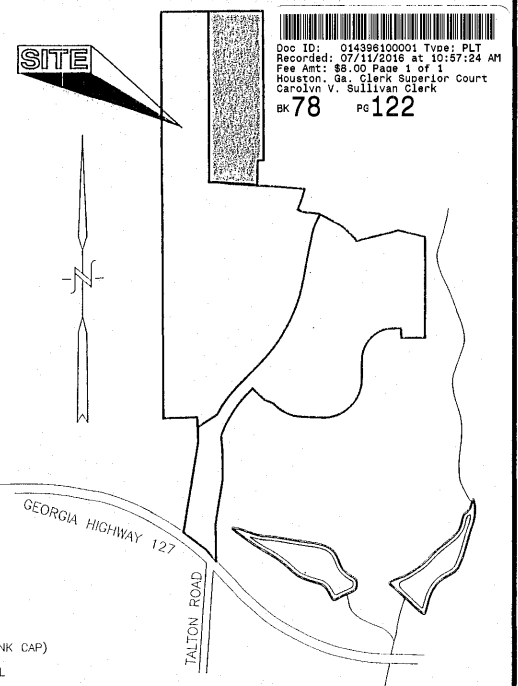 SITE
Doc ID: 014396100001 Type: PLT
Recorded: 07/11/2016 at 10:57:24 AM
Fee Amt: $8.00 Page 1 of 1
Houston, Ga. Clerk Superior Court
Carolyn V. Sullivan Clerk
BK 78 PG 122
N
GEORGIA HIGHWAY 127
TALTON ROAD
NK CAP)
L